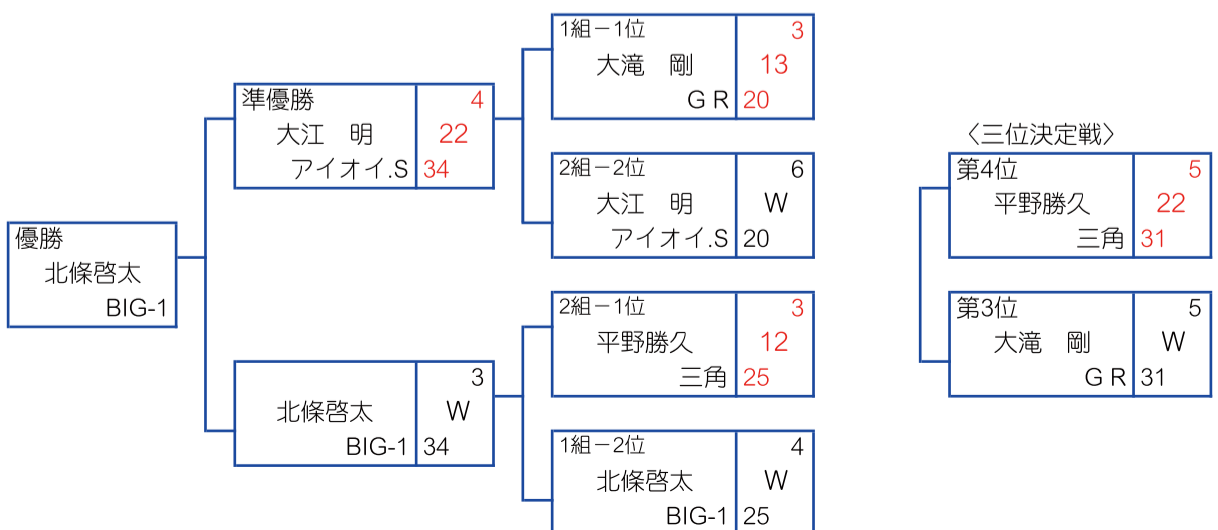 優勝
北條啓太
BIG-1
準優勝 4
大江 明 22
アイオイ.S 34
3
北條啓太 W
BIG-1 34
1組－1位 3
大滝 剛 13
G R 20
2組－2位 6
大江 明 W
アイオイ.S 20
2組－1位 3
平野勝久 12
三角 25
1組－2位 4
北條啓太 W
BIG-1 25
〈三位決定戦〉
第4位 5
平野勝久 22
三角 31
第3位 5
大滝 剛 W
G R 31